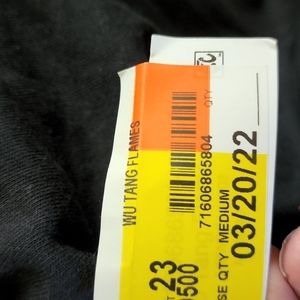 WU TANG FLAMES
QTY
71606865804
03/20/22
SE QTY MEDIUM
23
500